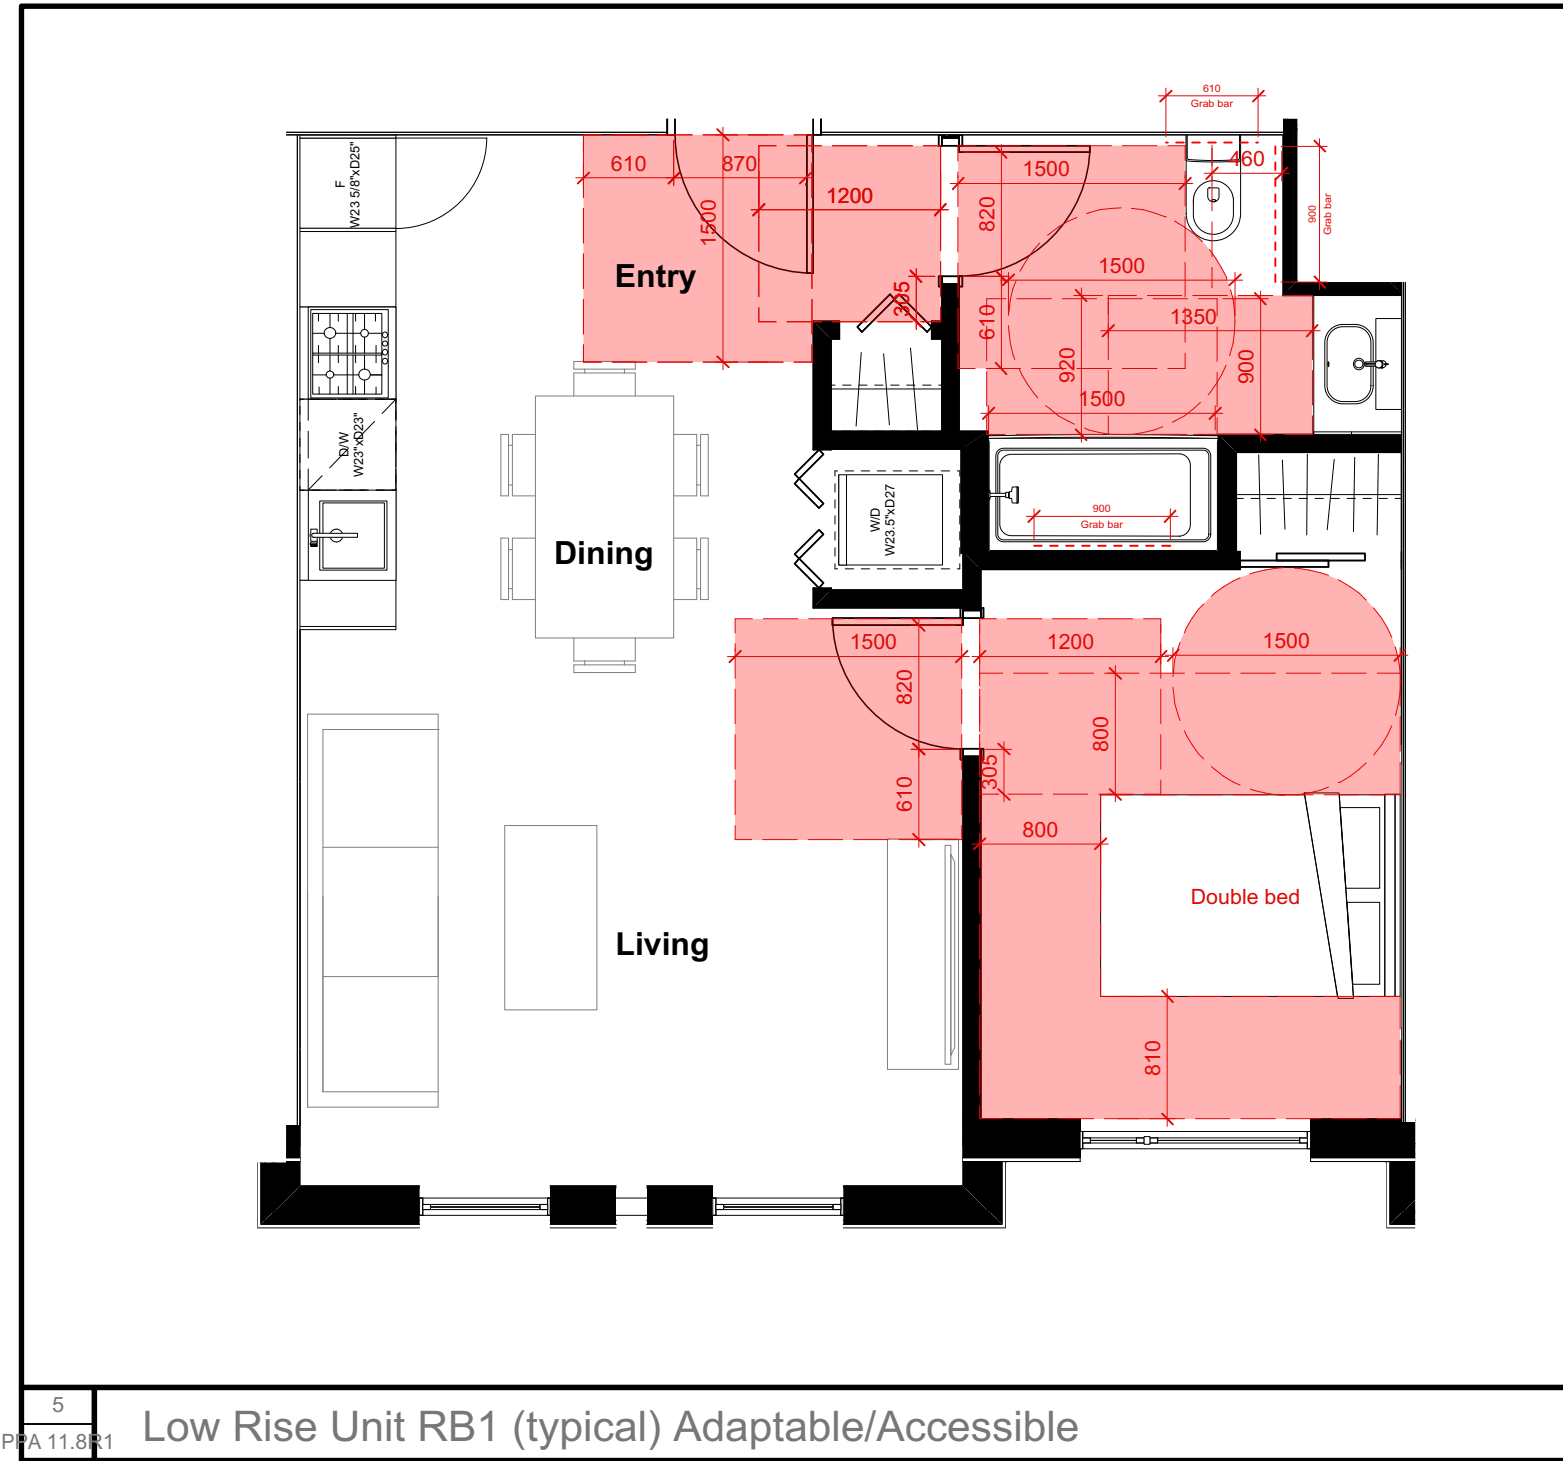 610
Grab bar
F
W23 5/8"xD25"
610
870
1500
1200
820
1500
460
900
Grab bar
Entry
305
1500
610
1350
920
900
1500
D/W
W23"xD23"
W/D
W23.5"xD27
900
Grab bar
Dining
1500
1200
1500
820
800
305
610
800
Double bed
Living
810
5
PPA 11.8R1
Low Rise Unit RB1 (typical) Adaptable/Accessible